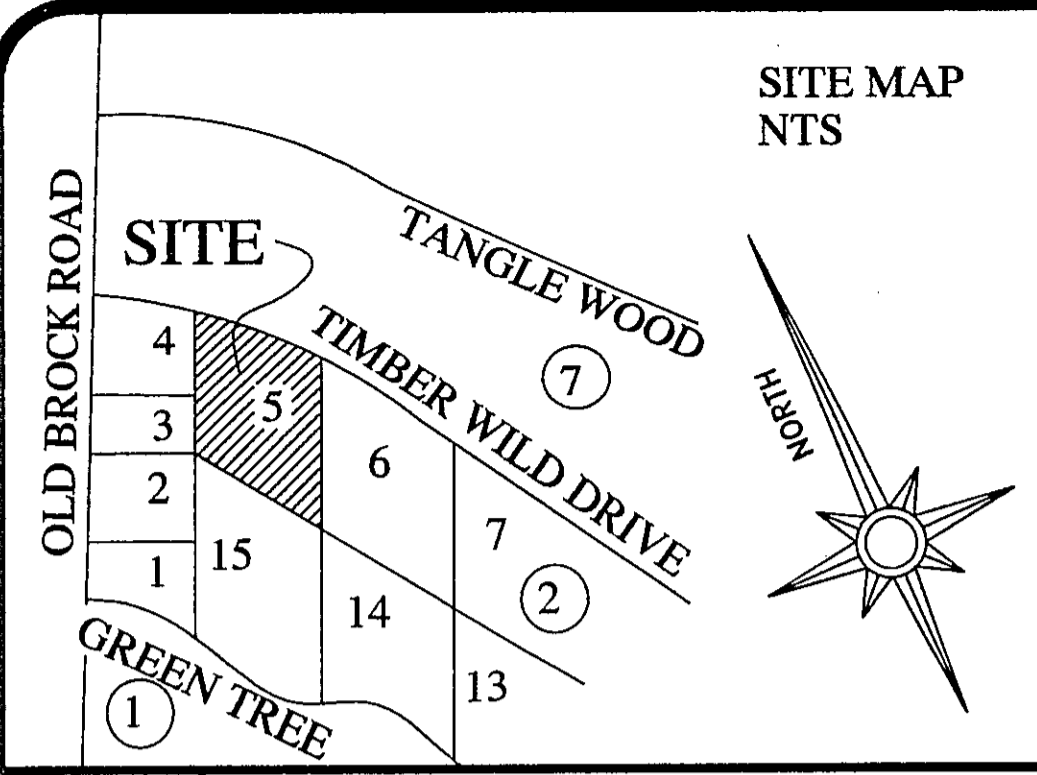 SITE MAP
NTS
OLD BROCK ROAD
TANGLE WOOD
SITE
TIMBER WILD DRIVE
4
3
2
1
5
6
7
7
2
15
14
13
NORTH
GREEN TREE
1